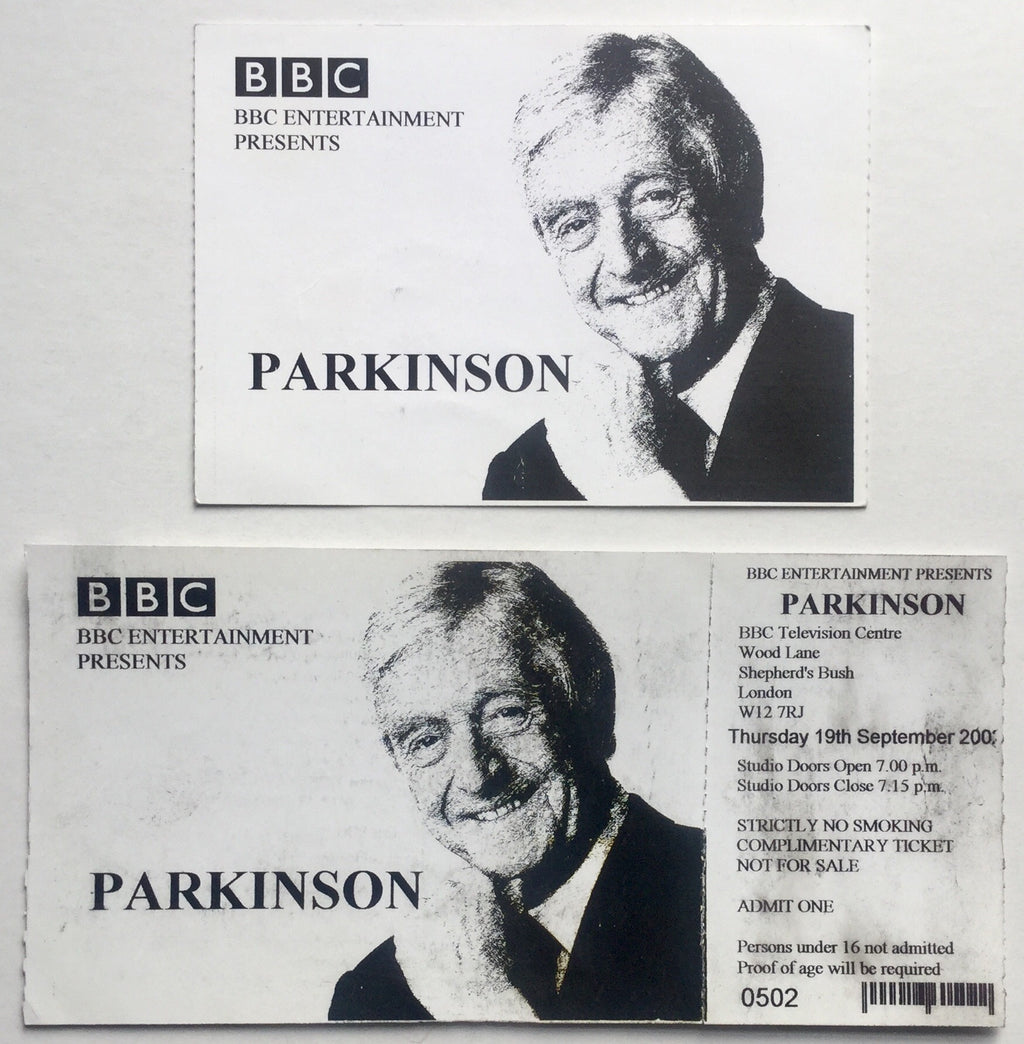 BBC
BBC ENTERTAINMENT
PRESENTS
PARKINSON
BBC
BBC ENTERTAINMENT
PRESENTS
PARKINSON
BBC ENTERTAINMENT PRESENTS
PARKINSON
BBC Television Centre
Wood Lane
Shepherd's Bush
London
W12 7RJ
Thursday 19th September
Studio Doors Open 7.00 p.m.
Studio Doors Close 7.15 p.m.
STRICTLY NO SMOKING
COMPLIMENTARY TICKET
NOT FOR SALE
ADMIT ONE
Persons under 16 not admitted
Proof of age will be required
0502